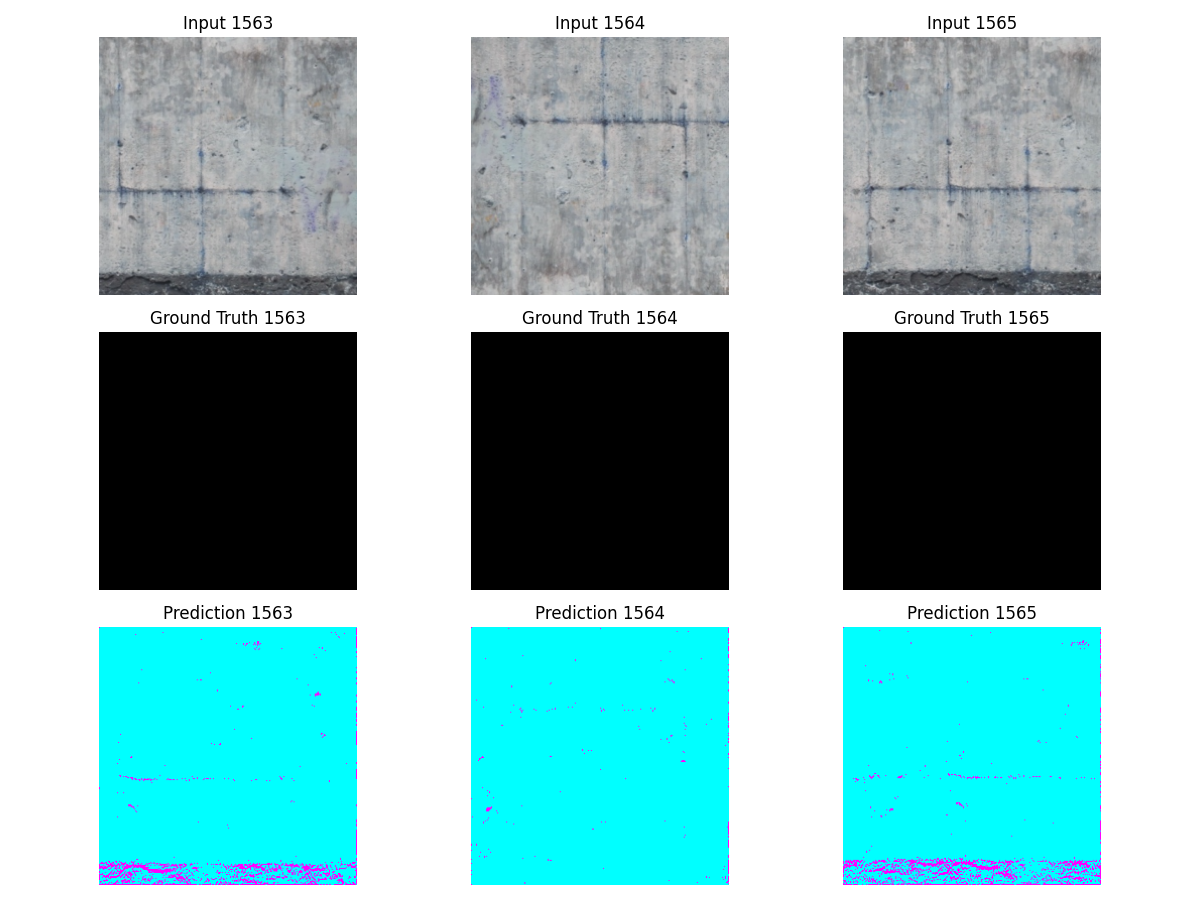 Input 1563
Input 1564
Input 1565
Ground Truth 1563
Ground Truth 1564
Ground Truth 1565
Prediction 1563
Prediction 1564
Prediction 1565